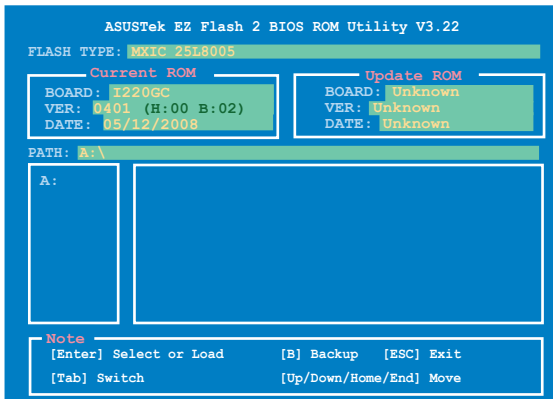 ASUSTek EZ Flash 2 BIOS ROM Utility V3.22
FLASH TYPE: MXIC 25L8005
Current ROM
BOARD: I220GC
VER: 0401 (H:00 B:02)
DATE: 05/12/2008
Update ROM
BOARD: Unknown
VER: Unknown
DATE: Unknown
PATH: A:\
A:
Note
[Enter] Select or Load [B] Backup [ESC] Exit
[Tab] Switch [Up/Down/Home/End] Move